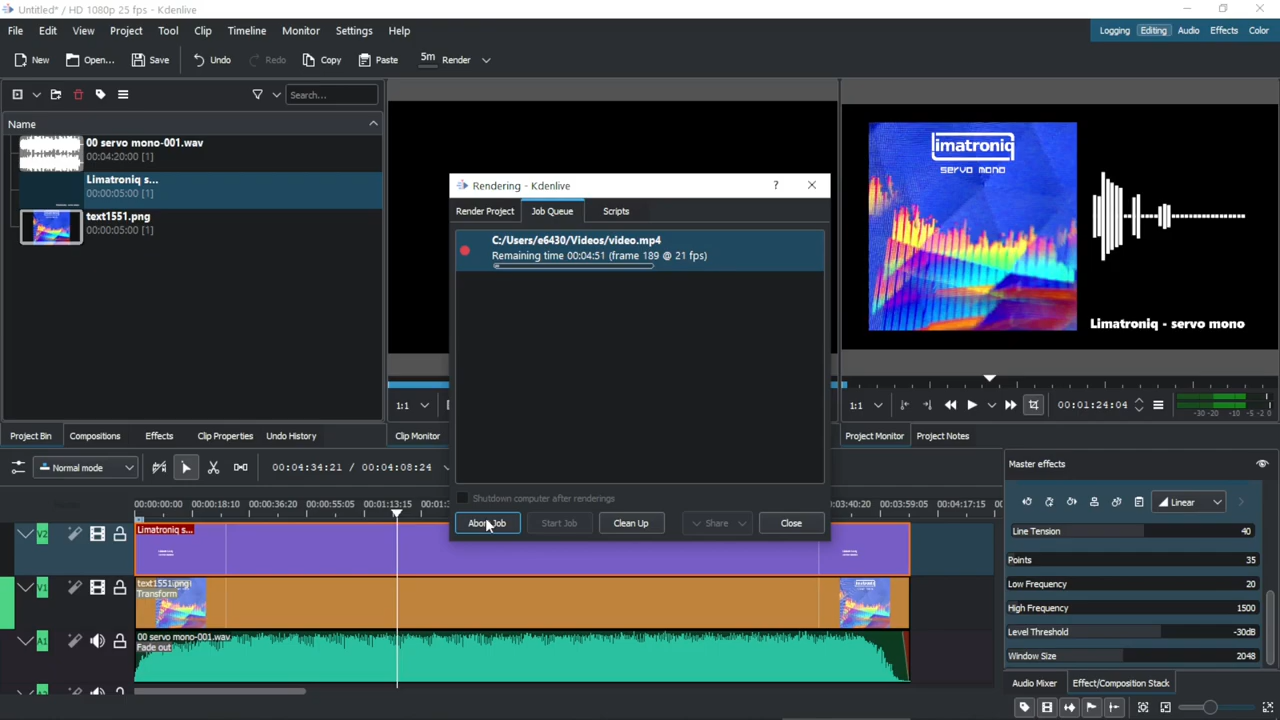 Untitled* / HD 1080p 25 fps - Kdenlive
File Edit View Project Tool Clip Timeline Monitor Settings Help
Logging Editing Audio Effects Color
New Open... Save Undo Redo Copy Paste 5m Render
Search...
Name
00 servo mono-001.wav
00:04:20:00 [1]
Limatroniq s...
00:00:05:00 [1]
text1551.png
00:00:05:00 [1]
Rendering - Kdenlive
Render Project Job Queue Scripts
C:/Users/e6430/Videos/video.mp4
Remaining time 00:04:51 (frame 189 @ 21 fps)
Shutdown computer after renderings
Abort Job Start Job Clean Up Share Close
limatroniq
servo mono
Limatroniq - servo mono
1:1
1:1
00:01:24:04
-30 -20 -10 -5 -2 0
Project Bin Compositions Effects Clip Properties Undo History Clip Monitor
Project Monitor Project Notes
Normal mode
00:04:34:21 / 00:04:08:24
Master effects
Linear
00:00:00:00 00:00:18:10 00:00:36:20 00:00:55:05 00:01:13:15
00:03:40:20 00:04:17:15
V2
Limatroniq s...
V1
text1551.png
Transform
A1
00 servo mono-001.wav
Fade out
Line Tension 40
Points 35
Low Frequency 20
High Frequency 1500
Level Threshold -30dB
Window Size 2048
Audio Mixer Effect/Composition Stack